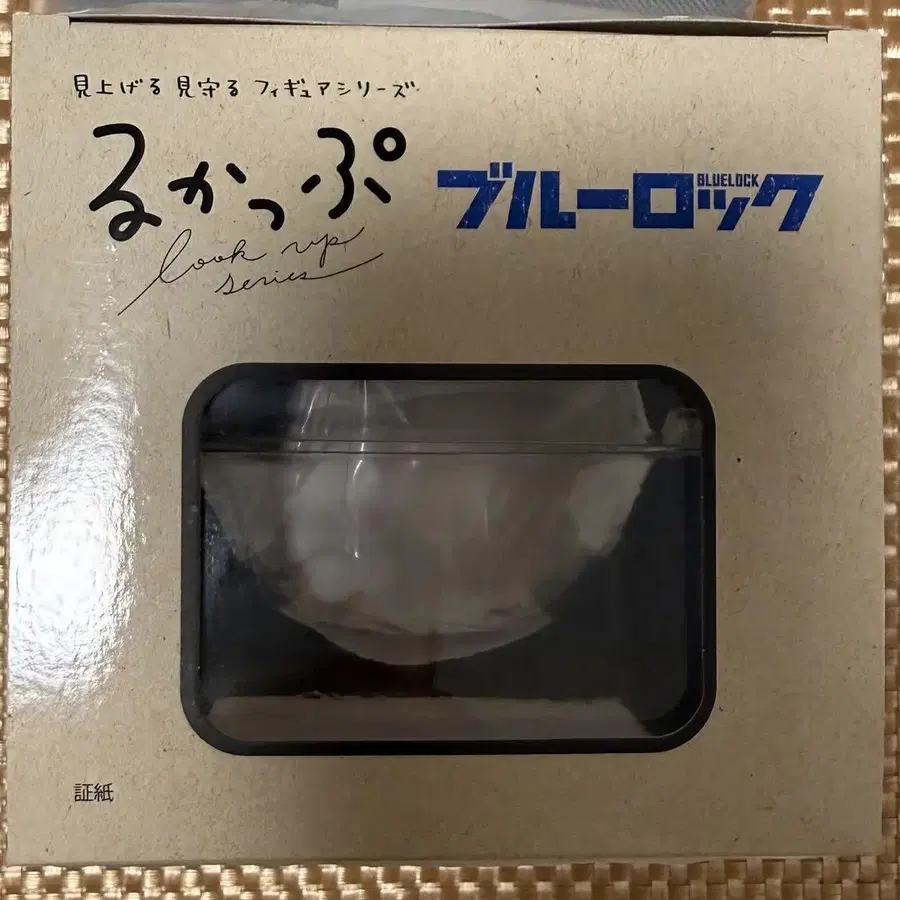 見上げる 見守る フィギュアシリーズ
るかっぷ
look up
series
BLUELOCK
ブルーロック
証紙